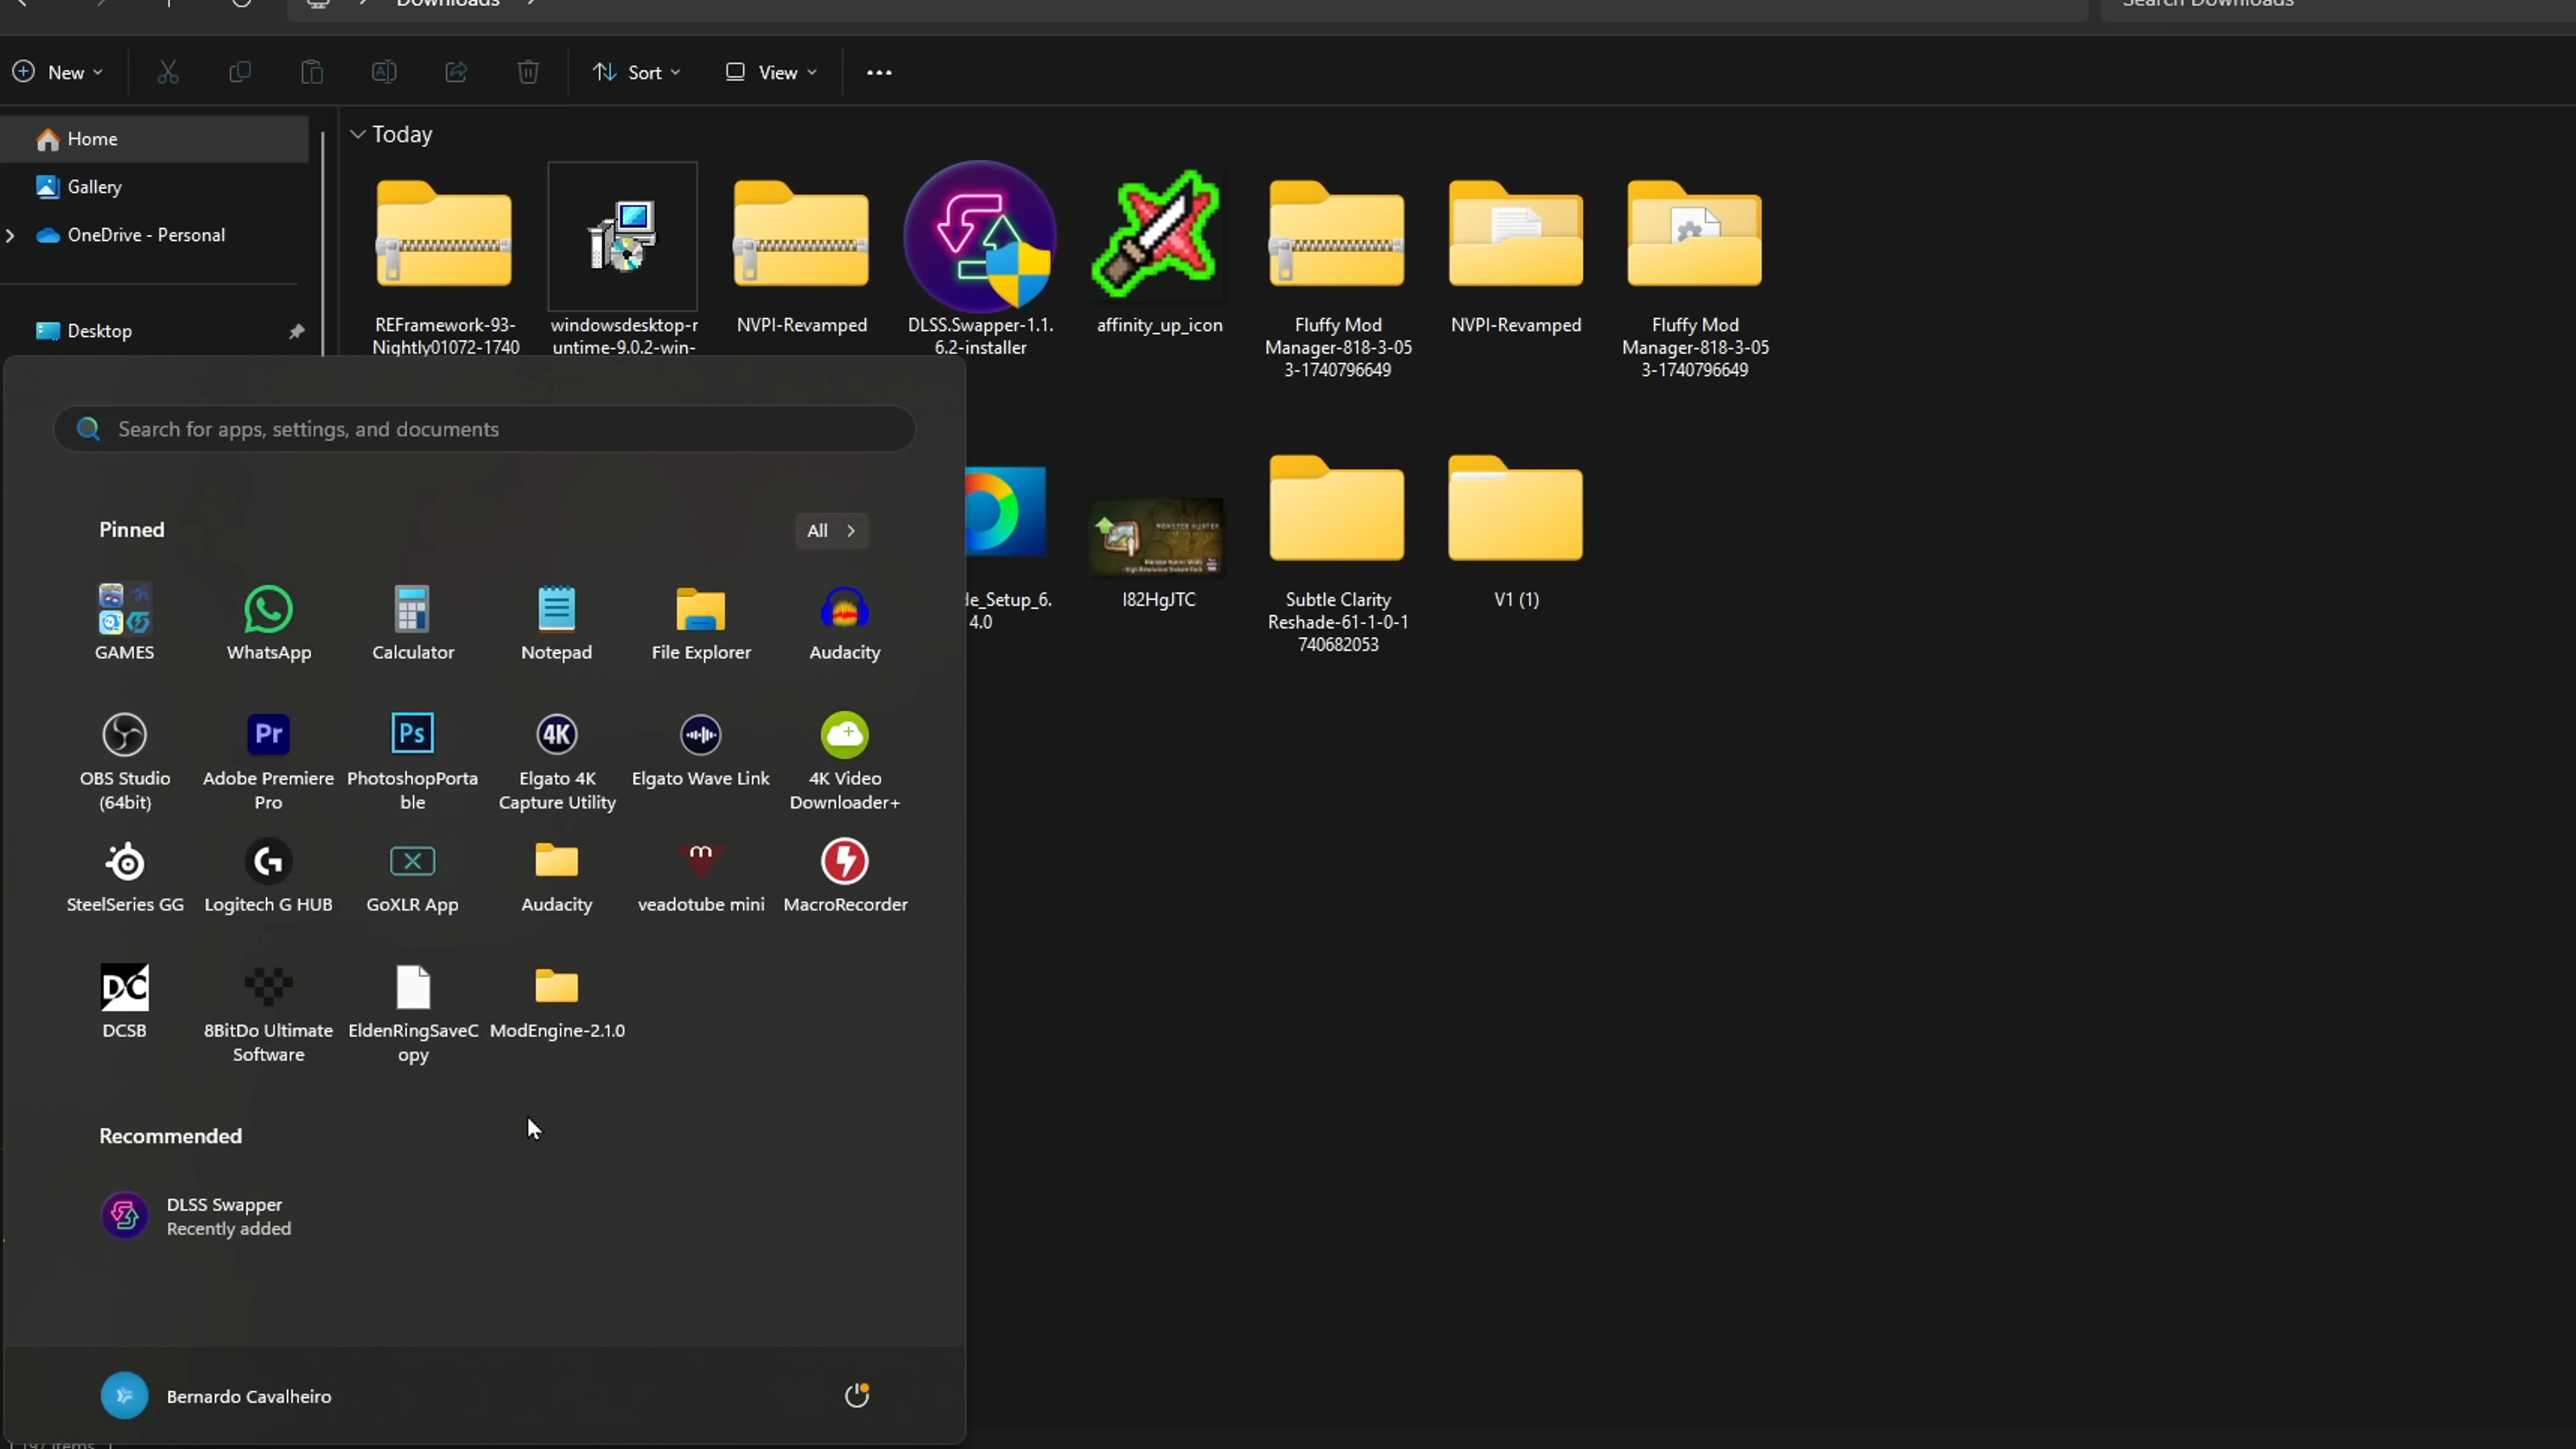 Downloads
Search Downloads
New
Sort
View
Home
Gallery
OneDrive - Personal
Desktop
Today
REFramework-93-
Nightly01072-1740
windowsdesktop-r
untime-9.0.2-win-
NVPI-Revamped
DLSS.Swapper-1.1.
6.2-installer
affinity_up_icon
Fluffy Mod
Manager-818-3-05
3-1740796649
NVPI-Revamped
Fluffy Mod
Manager-818-3-05
3-1740796649
le_Setup_6.
4.0
I82HgJTC
Subtle Clarity
Reshade-61-1-0-1
740682053
V1 (1)
Search for apps, settings, and documents
Pinned
All
GAMES
WhatsApp
Calculator
Notepad
File Explorer
Audacity
Pr
Ps
4K
OBS Studio
(64bit)
Adobe Premiere
Pro
PhotoshopPorta
ble
Elgato 4K
Capture Utility
Elgato Wave Link
4K Video
Downloader+
SteelSeries GG
Logitech G HUB
GoXLR App
Audacity
veadotube mini
MacroRecorder
DC
DCSB
8BitDo Ultimate
Software
EldenRingSaveC
opy
ModEngine-2.1.0
Recommended
DLSS Swapper
Recently added
Bernardo Cavalheiro